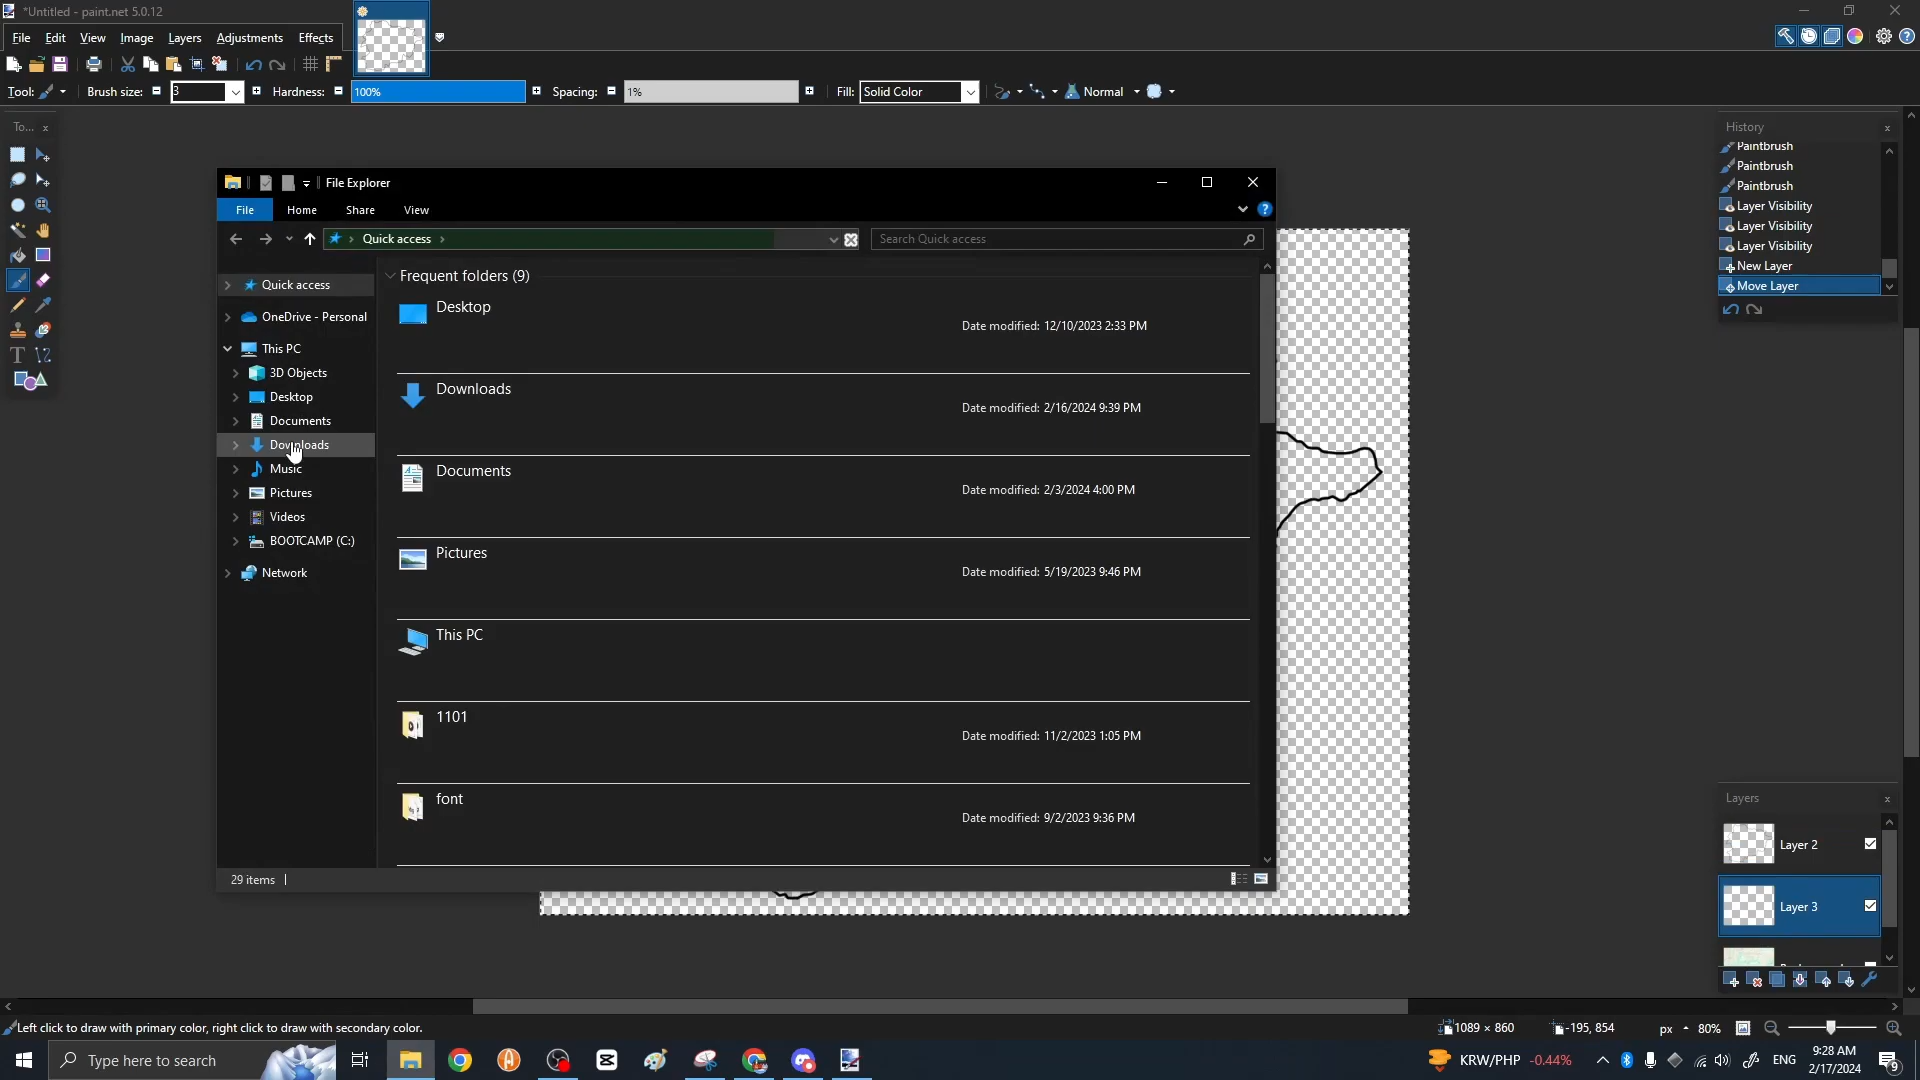 *Untitled - paint.net 5.0.12
File Edit View Image Layers Adjustments Effects
Tool: Brush size: 3 Hardness: 100% Spacing: 1% Fill: Solid Color Normal
To...
History
Paintbrush
Paintbrush
Paintbrush
Layer Visibility
Layer Visibility
Layer Visibility
New Layer
Move Layer
File Explorer
File Home Share View
Quick access
Search Quick access
Quick access
OneDrive - Personal
This PC
3D Objects
Desktop
Documents
Downloads
Music
Pictures
Videos
BOOTCAMP (C:)
Network
Frequent folders (9)
Desktop
Date modified: 12/10/2023 2:33 PM
Downloads
Date modified: 2/16/2024 9:39 PM
Documents
Date modified: 2/3/2024 4:00 PM
Pictures
Date modified: 5/19/2023 9:46 PM
This PC
1101
Date modified: 11/2/2023 1:05 PM
font
Date modified: 9/2/2023 9:36 PM
29 items
Layers
Layer 2
Layer 3
Left click to draw with primary color, right click to draw with secondary color.
1089 × 860
-195, 854
px 80%
Type here to search
KRW/PHP -0.44%
ENG
9:28 AM
2/17/2024
9